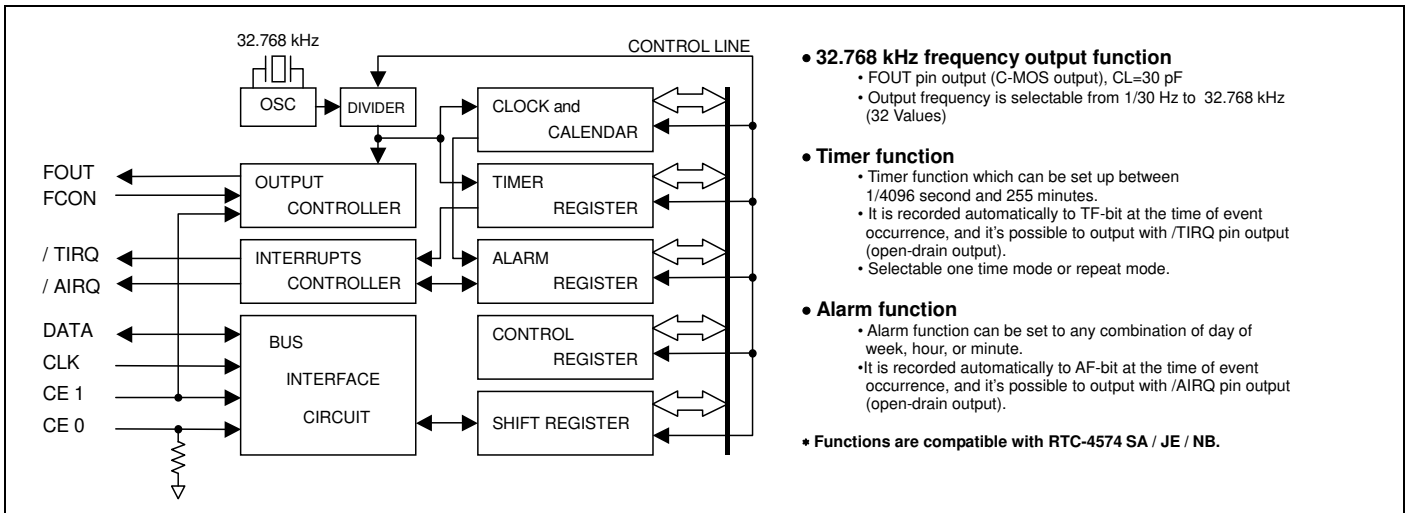 32.768 kHz
CONTROL LINE
OSC
DIVIDER
CLOCK and
CALENDAR
FOUT
FCON
OUTPUT
CONTROLLER
TIMER
REGISTER
/ TIRQ
/ AIRQ
INTERRUPTS
CONTROLLER
ALARM
REGISTER
DATA
CLK
CE 1
CE 0
BUS
INTERFACE
CIRCUIT
CONTROL
REGISTER
SHIFT REGISTER
• 32.768 kHz frequency output function
• FOUT pin output (C-MOS output), CL=30 pF
• Output frequency is selectable from 1/30 Hz to 32.768 kHz
(32 Values)
• Timer function
• Timer function which can be set up between
1/4096 second and 255 minutes.
• It is recorded automatically to TF-bit at the time of event
occurrence, and it's possible to output with /TIRQ pin output
(open-drain output).
• Selectable one time mode or repeat mode.
• Alarm function
• Alarm function can be set to any combination of day of
week, hour, or minute.
•It is recorded automatically to AF-bit at the time of event
occurrence, and it's possible to output with /AIRQ pin output
(open-drain output).
* Functions are compatible with RTC-4574 SA / JE / NB.